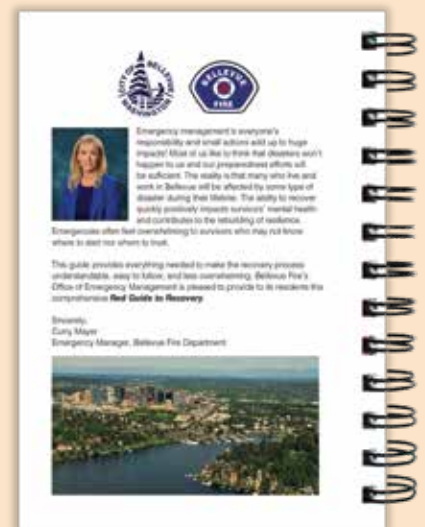 CITY OF BELLEVUE
WASHINGTON
BELLEVUE
FIRE
Emergency management is everyone's
responsibility and small actions add up to huge
impacts! Most of us like to think that disasters won't
happen to us and our preparedness efforts will
be sufficient. The reality is that many who live and
work in Bellevue will be affected by some type of
disaster during their lifetime. The ability to recover
quickly positively impacts survivors' mental health
and contributes to the rebuilding of resilience.
Emergencies often feel overwhelming to survivors who may not know
where to start nor whom to trust.
This guide provides everything needed to make the recovery process
understandable, easy to follow, and less overwhelming. Bellevue Fire's
Office of Emergency Management is pleased to provide to its residents this
comprehensive Red Guide to Recovery.
Sincerely,
Curry Mayer
Emergency Manager, Bellevue Fire Department